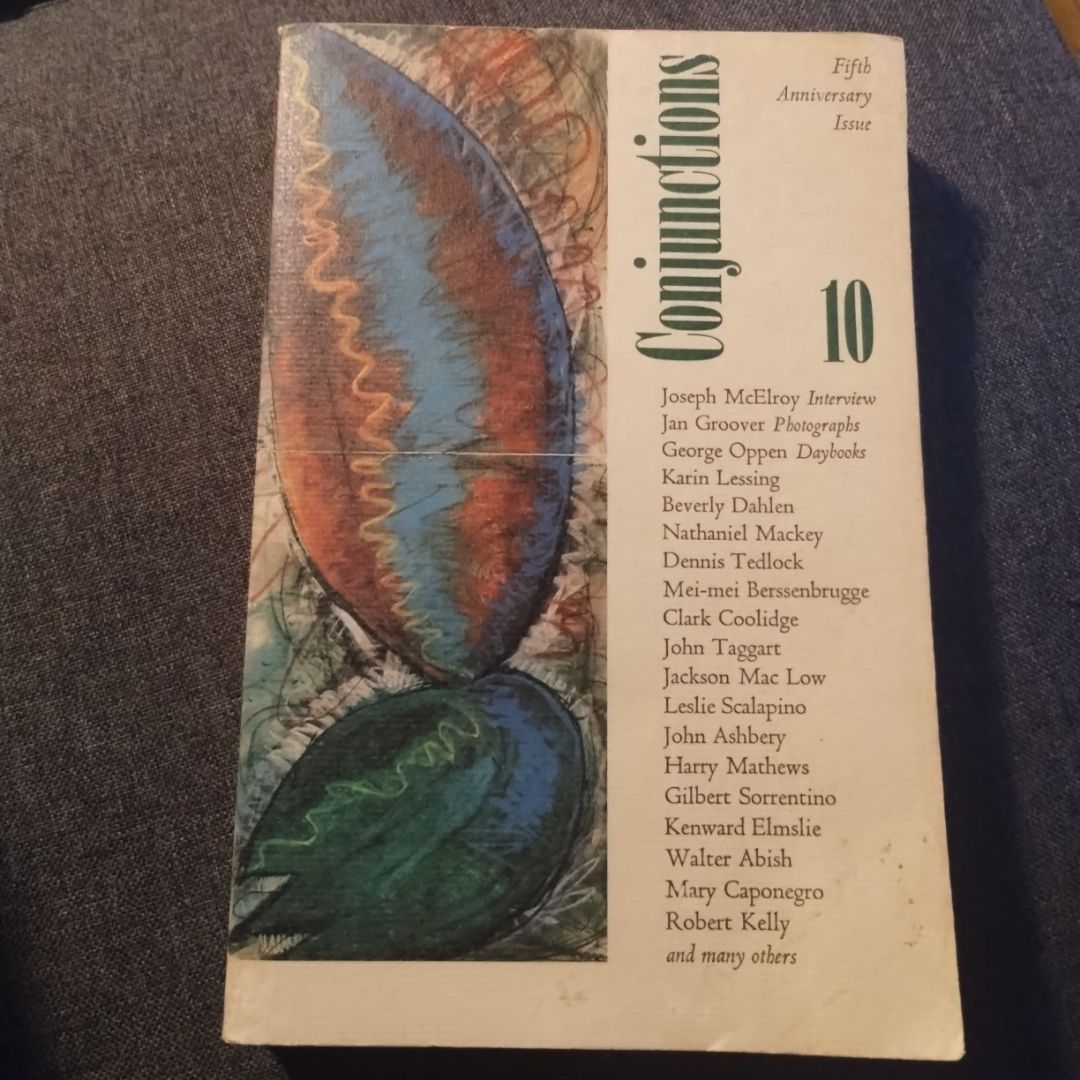 Conjunctions
Fifth
Anniversary
Issue
10
Joseph McElroy Interview
Jan Groover Photographs
George Oppen Daybooks
Karin Lessing
Beverly Dahlen
Nathaniel Mackey
Dennis Tedlock
Mei-mei Berssenbrugge
Clark Coolidge
John Taggart
Jackson Mac Low
Leslie Scalapino
John Ashbery
Harry Mathews
Gilbert Sorrentino
Kenward Elmslie
Walter Abish
Mary Caponegro
Robert Kelly
and many others